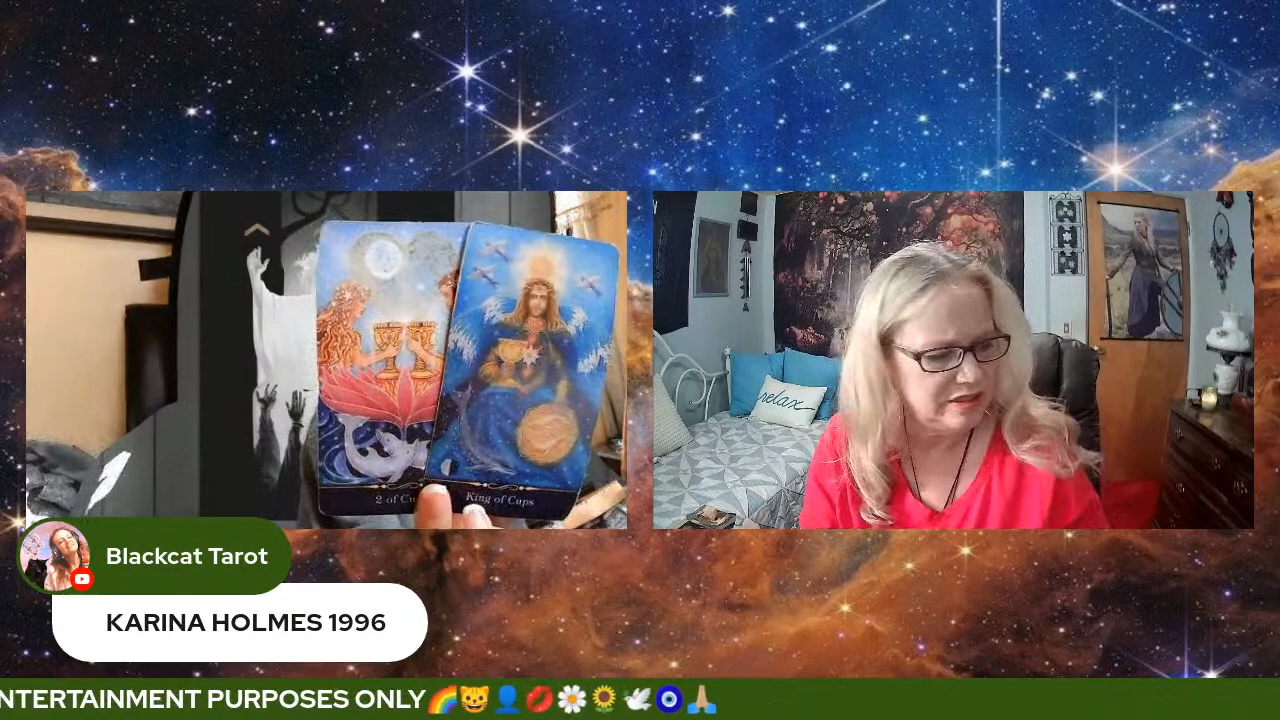 2 of Cu
King of Cups
relax
Blackcat Tarot
KARINA HOLMES 1996
NTERTAINMENT PURPOSES ONLY🌈😺👤💋🌼🌻🕊️🧿🙏🏼